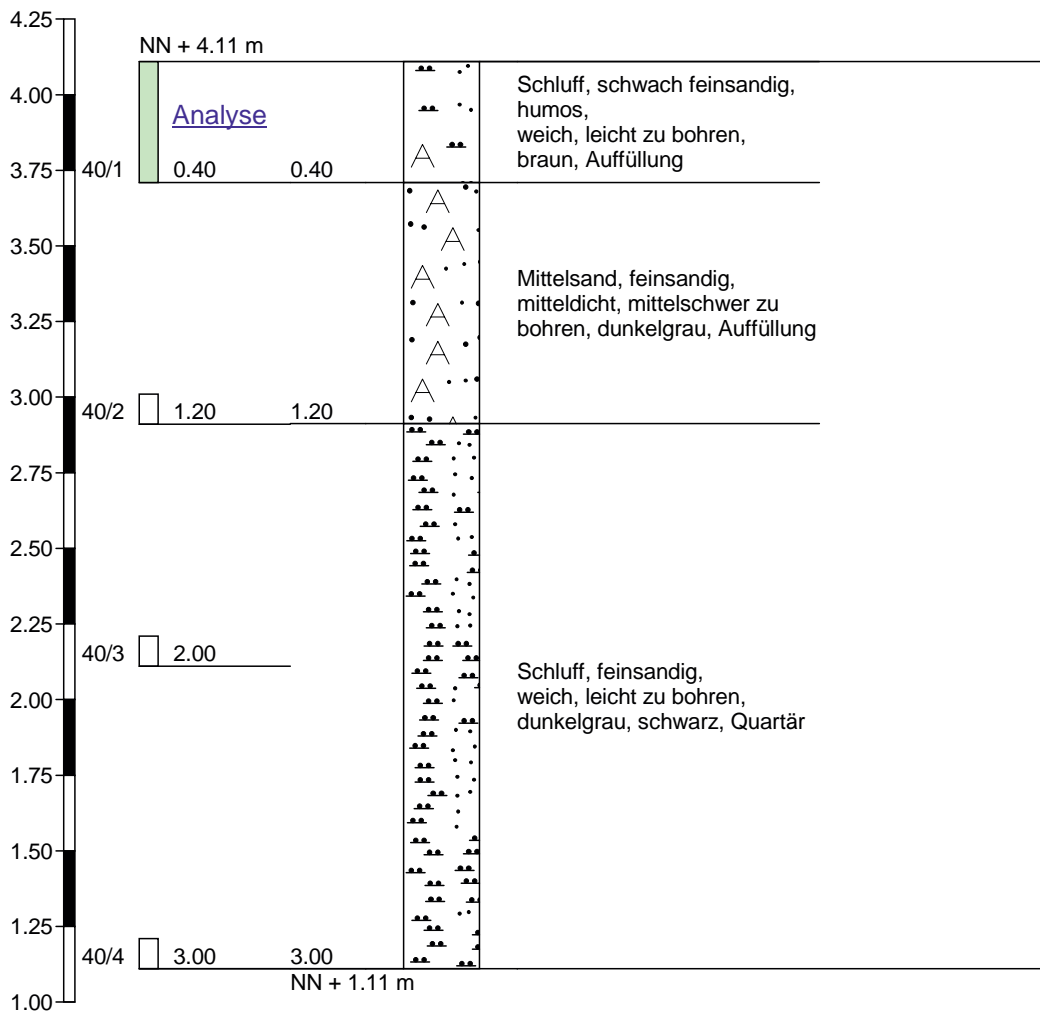 4.25
NN + 4.11 m
4.00
Analyse
Schluff, schwach feinsandig,
humos,
weich, leicht zu bohren,
braun, Auffüllung
3.75
40/1 0.40 0.40
3.50
3.25
Mittelsand, feinsandig,
mitteldicht, mittelschwer zu
bohren, dunkelgrau, Auffüllung
3.00
40/2 1.20 1.20
2.75
2.50
2.25
40/3 2.00
2.00
Schluff, feinsandig,
weich, leicht zu bohren,
dunkelgrau, schwarz, Quartär
1.75
1.50
1.25
40/4 3.00 3.00
NN + 1.11 m
1.00